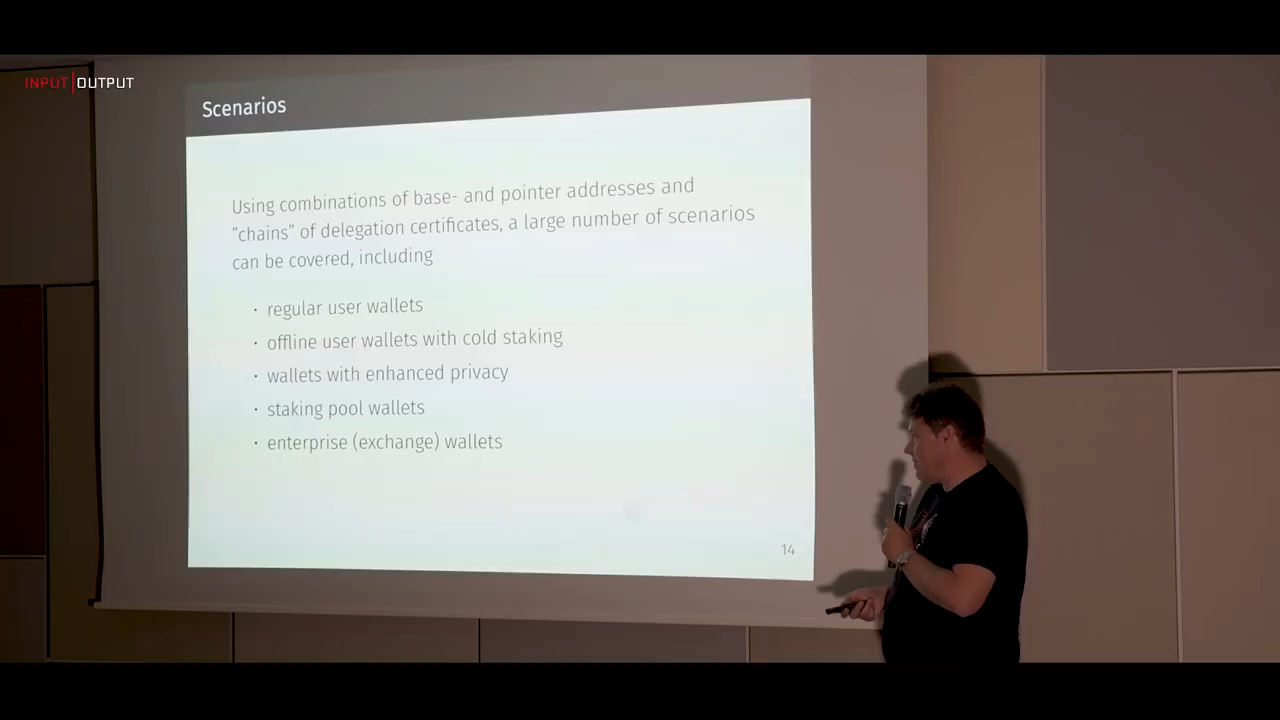 INPUT|OUTPUT
Scenarios
Using combinations of base- and pointer addresses and
"chains" of delegation certificates, a large number of scenarios
can be covered, including
· regular user wallets
· offline user wallets with cold staking
· wallets with enhanced privacy
· staking pool wallets
· enterprise (exchange) wallets
14